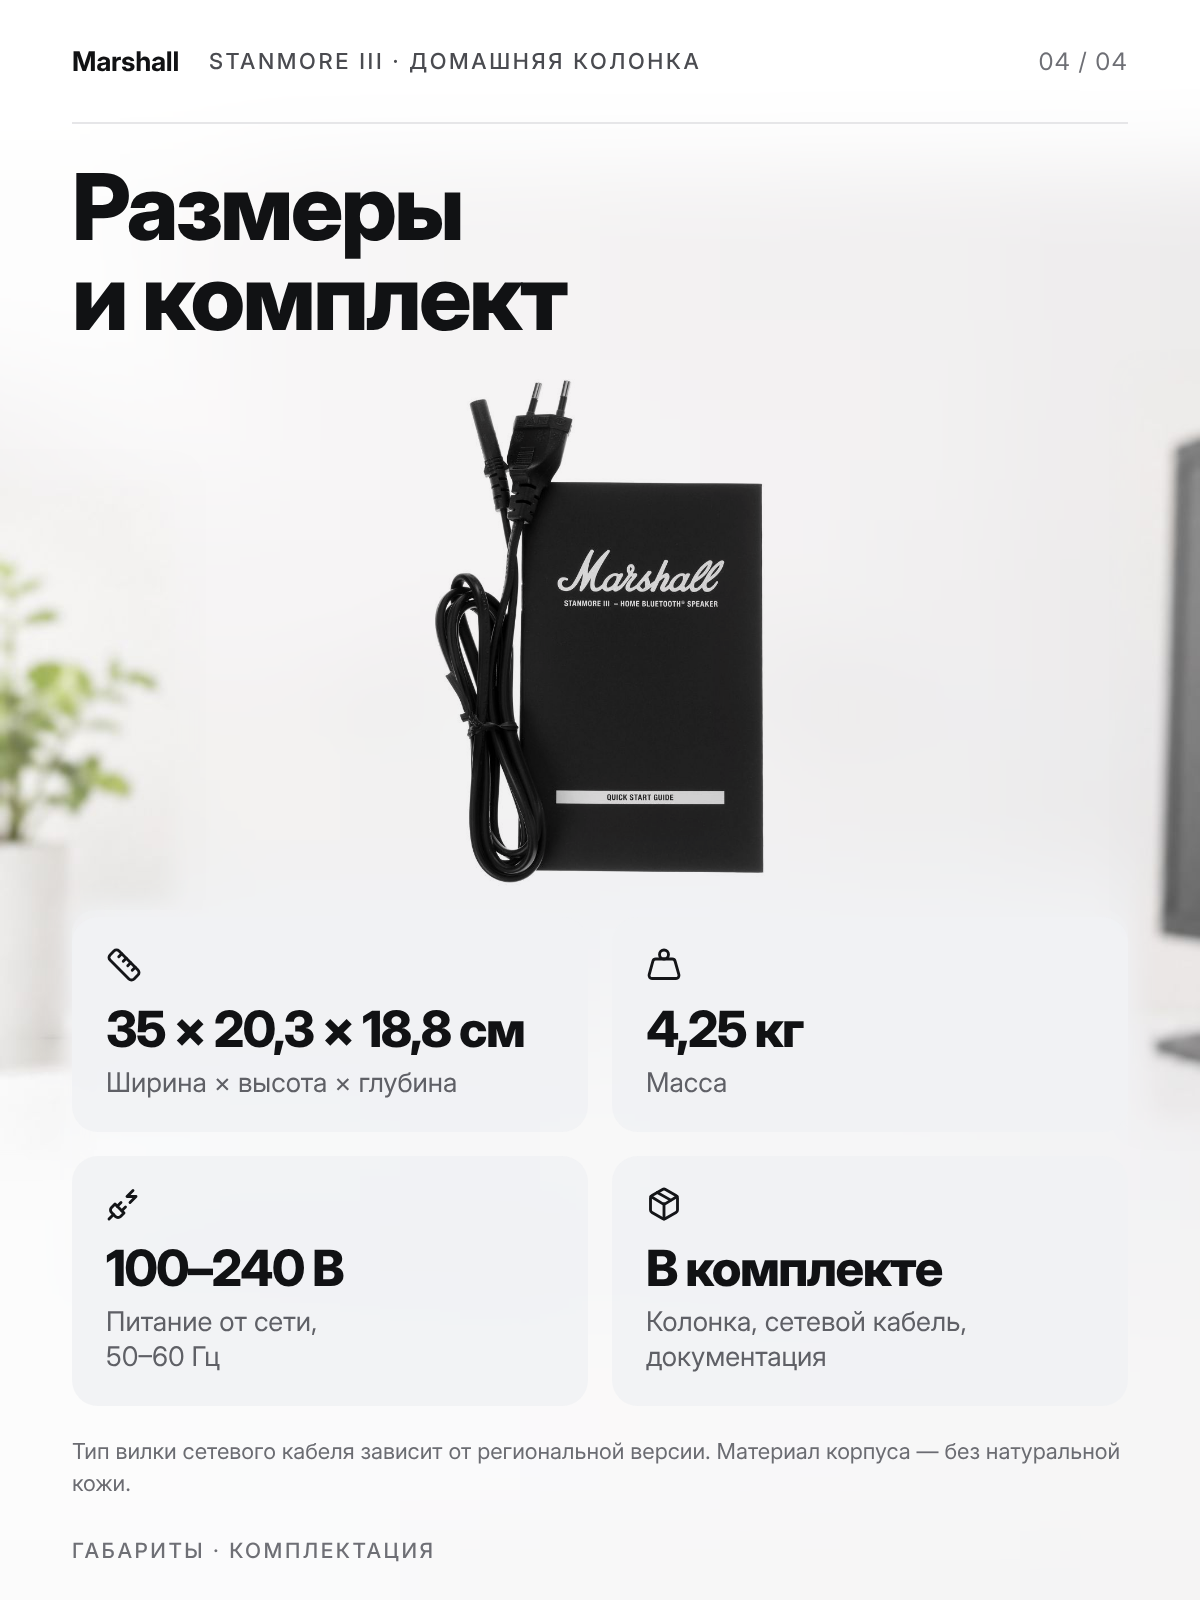 Marshall STANMORE III · ДОМАШНЯЯ КОЛОНКА 04 / 04
Размеры
и комплект
Marshall
STANMORE III – HOME BLUETOOTH® SPEAKER
QUICK START GUIDE
35 × 20,3 × 18,8 см
Ширина × высота × глубина
4,25 кг
Масса
100–240 В
Питание от сети,
50–60 Гц
В комплекте
Колонка, сетевой кабель,
документация
Тип вилки сетевого кабеля зависит от региональной версии. Материал корпуса — без натуральной
кожи.
ГАБАРИТЫ · КОМПЛЕКТАЦИЯ